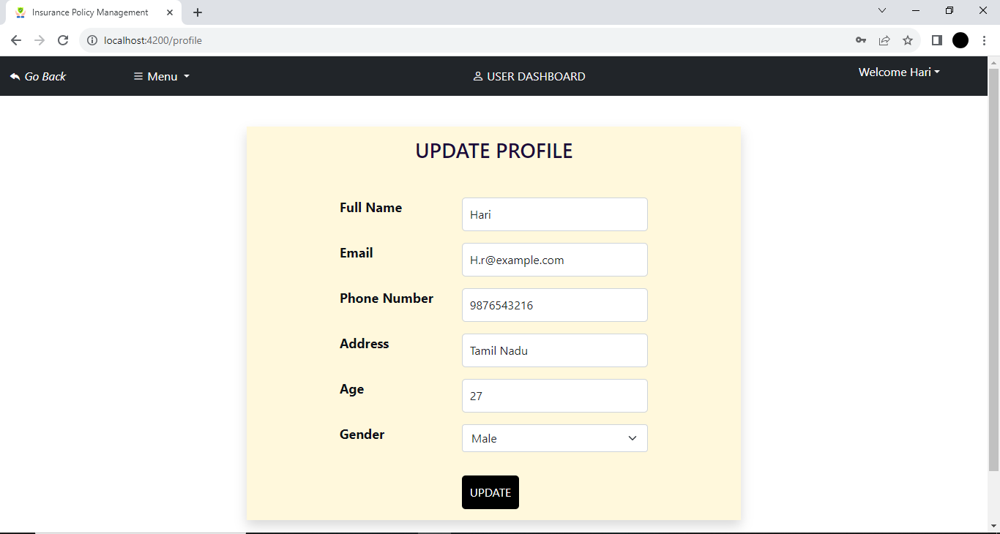 Insurance Policy Management
localhost:4200/profile
Go Back
Menu
USER DASHBOARD
Welcome Hari
UPDATE PROFILE
Full Name
Hari
Email
H.r@example.com
Phone Number
9876543216
Address
Tamil Nadu
Age
27
Gender
Male
UPDATE